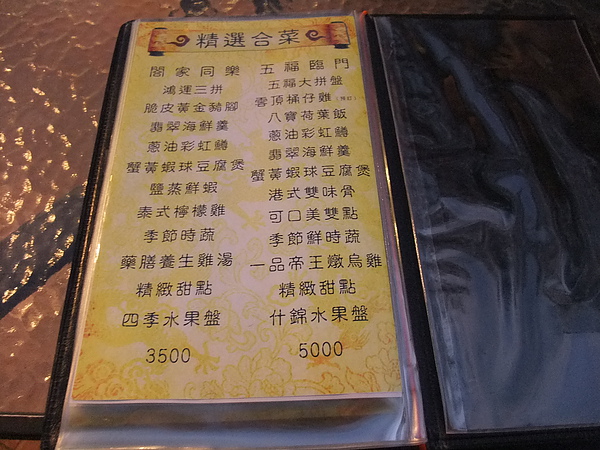 精選合菜
閤家同樂
鴻運三拼
脆皮黃金豬腳
翡翠海鮮羹
蔥油彩虹鱒
蟹黃蝦球豆腐煲
鹽蒸鮮蝦
泰式檸檬雞
季節時蔬
藥膳養生雞湯
精緻甜點
四季水果盤
3500
五福臨門
五福大拼盤
雲頂桶仔雞(預訂)
八寶荷葉飯
蔥油彩虹鱒
翡翠海鮮羹
蟹黃蝦球豆腐煲
港式雙味骨
可口美雙點
季節鮮時蔬
一品帝王燉烏雞
精緻甜點
什錦水果盤
5000